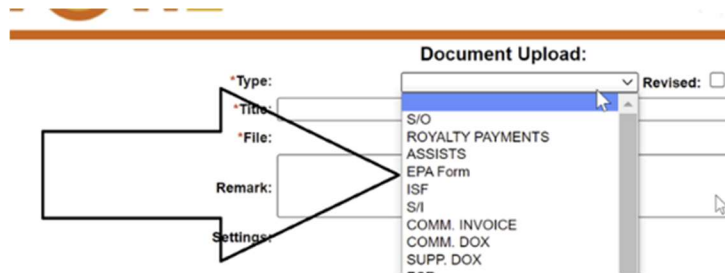 Document Upload:
*Type:
Revised:
*Title:
S/O
*File:
ROYALTY PAYMENTS
ASSISTS
EPA Form
Remark:
ISF
S/I
COMM. INVOICE
Settings:
COMM. DOX
SUPP. DOX